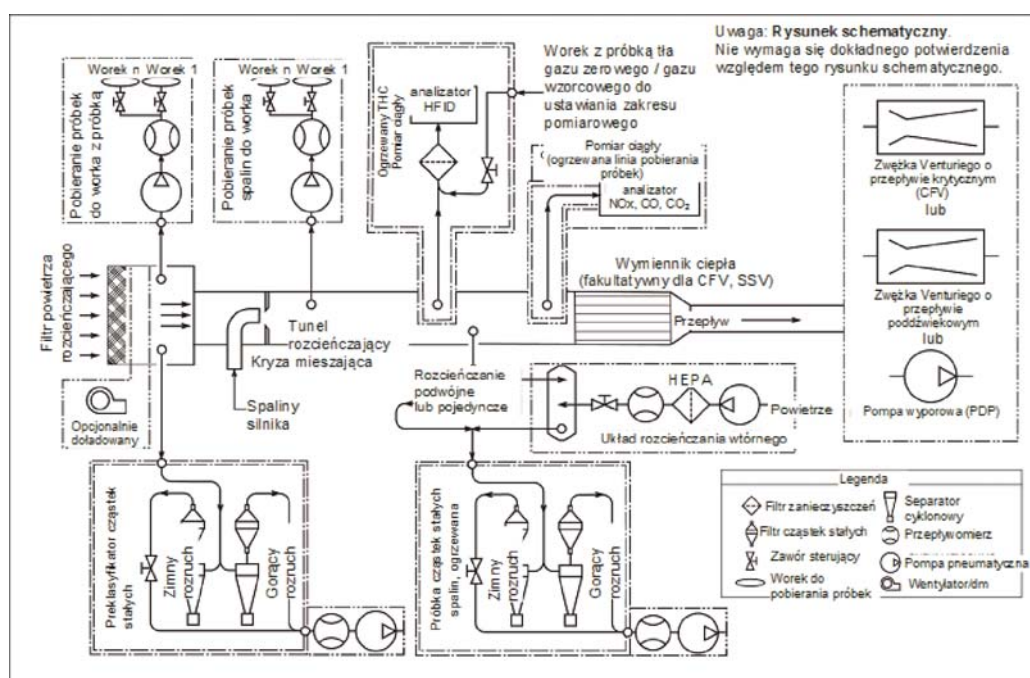 Uwaga: Rysunek schematyczny.
Nie wymaga się dokładnego potwierdzenia
względem tego rysunku schematycznego.
Worek n
Worek 1
Pobieranie próbek
do worka z próbką
Worek n
Worek 1
Pobieranie próbek
spalin do worka
Ogrzewany THC
Pomiar ciągły
analizator
HFID
Worek z próbką tła
gazu zerowego / gazu
wzorcowego do
ustawiania zakresu
pomiarowego
Pomiar ciągły
(ogrzewana linia pobierania
próbek)
analizator
NOx, CO, CO₂
Zwężka Venturiego o
przepływie krytycznym
(CFV)
lub
Zwężka Venturiego o
przepływie
poddźwiekowym
lub
Pompa wyporowa (PDP)
Filtr powietrza
rozcieńczającego
Tunel
rozcieńczający
Kryza mieszająca
Wymiennik ciepła
(fakultatywny dla CFV, SSV)
Przepływ
Opcjonalnie
doładowany
Spaliny
silnika
Rozcieńczanie
podwójne
lub pojedyncze
HEPA
Powietrze
Układ rozcieńczania wtórnego
Preklasyfikator cząstek
stałych
Zimny
rozruch
Gorący
rozruch
Próbka cząstek stałych
spalin, ogrzewana
Zimny
rozruch
Gorący
rozruch
Legenda
Filtr zanieczyszczeń
Separator
cyklonowy
Filtr cząstek stałych
Przepływomierz
Zawór sterujący
Pompa pneumatyczna
Worek do
pobierania próbek
Wentylator/dm